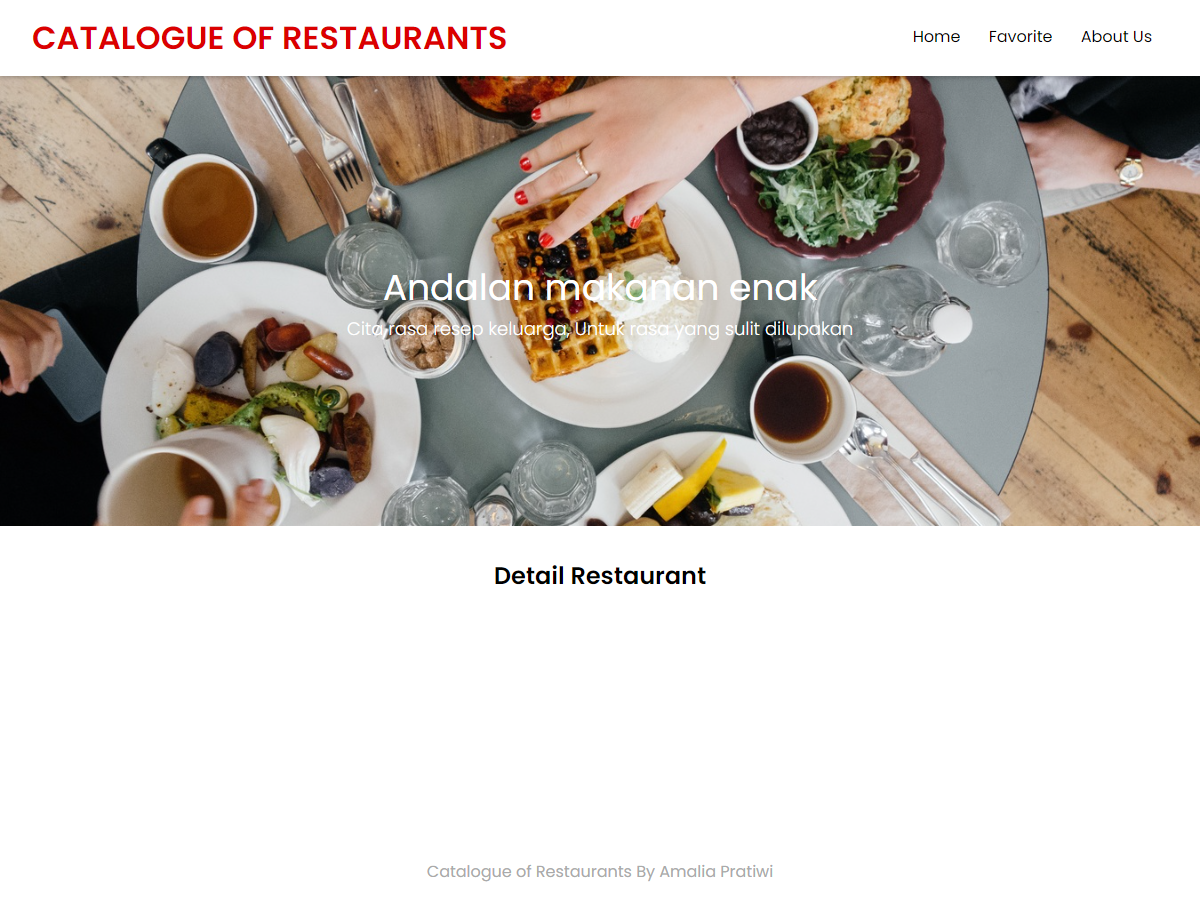 CATALOGUE OF RESTAURANTS
Home
Favorite
About Us
Andalan makanan enak
Cita rasa resep keluarga, Untuk rasa yang sulit dilupakan
Detail Restaurant
Catalogue of Restaurants By Amalia Pratiwi